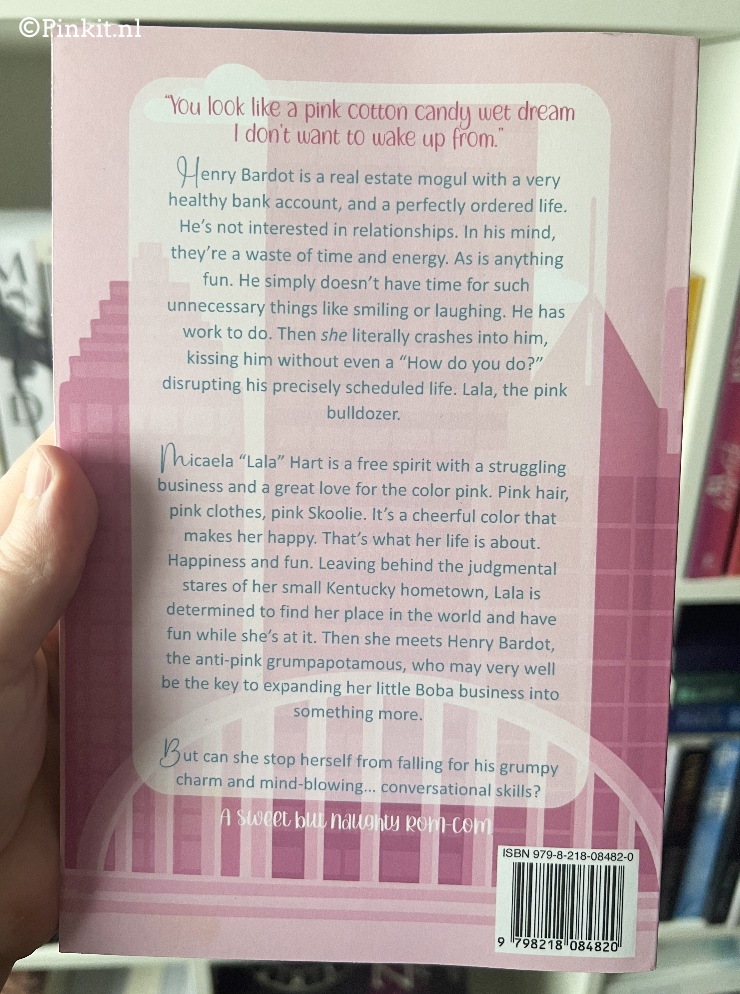 ©Pinkit.nl
"You look like a pink cotton candy wet dream
I don't want to wake up from."
Henry Bardot is a real estate mogul with a very
healthy bank account, and a perfectly ordered life.
He's not interested in relationships. In his mind,
they're a waste of time and energy. As is anything
fun. He simply doesn't have time for such
unnecessary things like smiling or laughing. He has
work to do. Then she literally crashes into him,
kissing him without even a "How do you do?"
disrupting his precisely scheduled life. Lala, the pink
bulldozer.
Micaela "Lala" Hart is a free spirit with a struggling
business and a great love for the color pink. Pink hair,
pink clothes, pink Skoolie. It's a cheerful color that
makes her happy. That's what her life is about.
Happiness and fun. Leaving behind the judgmental
stares of her small Kentucky hometown, Lala is
determined to find her place in the world and have
fun while she's at it. Then she meets Henry Bardot,
the anti-pink grumpapotamous, who may very well
be the key to expanding her little Boba business into
something more.
But can she stop herself from falling for his grumpy
charm and mind-blowing... conversational skills?
A sweet but naughty Rom-Com
ISBN 979-8-218-08482-0
9 798218 084820